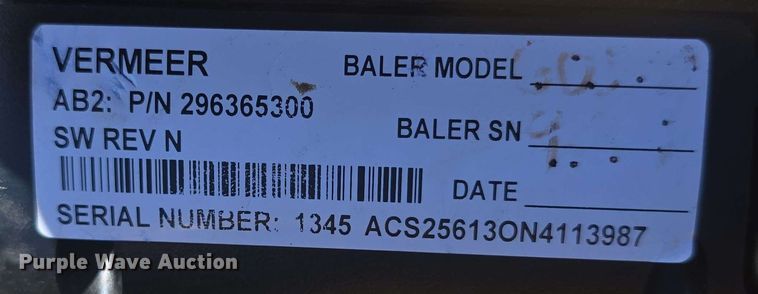 VERMEER
AB2: P/N 296365300
SW REV N
BALER MODEL
BALER SN
DATE
SERIAL NUMBER: 1345 ACS25613ON4113987
Purple Wave Auction